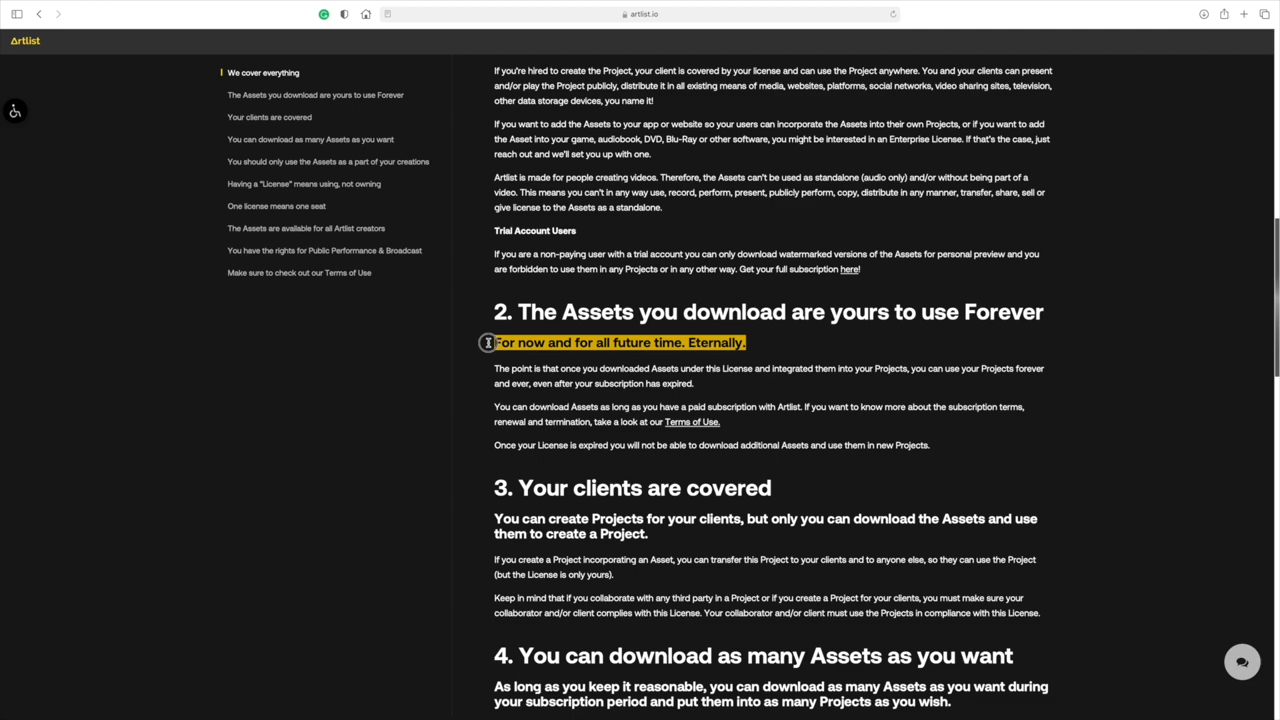 artlist.io
Artlist
We cover everything
The Assets you download are yours to use Forever
Your clients are covered
You can download as many Assets as you want
You should only use the Assets as a part of your creations
Having a "License" means using, not owning
One license means one seat
The Assets are available for all Artlist creators
You have the rights for Public Performance & Broadcast
Make sure to check out our Terms of Use
If you're hired to create the Project, your client is covered by your license and can use the Project anywhere. You and your clients can present
and/or play the Project publicly, distribute it in all existing means of media, websites, platforms, social networks, video sharing sites, television,
other data storage devices, you name it!
If you want to add the Assets to your app or website so your users can incorporate the Assets into their own Projects, or if you want to add
the Asset into your game, audiobook, DVD, Blu-Ray or other software, you might be interested in an Enterprise License. If that's the case, just
reach out and we'll set you up with one.
Artlist is made for people creating videos. Therefore, the Assets can't be used as standalone (audio only) and/or without being part of a
video. This means you can't in any way use, record, perform, present, publicly perform, copy, distribute in any manner, transfer, share, sell or
give license to the Assets as a standalone.
Trial Account Users
If you are a non-paying user with a trial account you can only download watermarked versions of the Assets for personal preview and you
are forbidden to use them in any Projects or in any other way. Get your full subscription here!
2. The Assets you download are yours to use Forever
For now and for all future time. Eternally.
The point is that once you downloaded Assets under this License and integrated them into your Projects, you can use your Projects forever
and ever, even after your subscription has expired.
You can download Assets as long as you have a paid subscription with Artlist. If you want to know more about the subscription terms,
renewal and termination, take a look at our Terms of Use.
Once your License is expired you will not be able to download additional Assets and use them in new Projects.
3. Your clients are covered
You can create Projects for your clients, but only you can download the Assets and use
them to create a Project.
If you create a Project incorporating an Asset, you can transfer this Project to your clients and to anyone else, so they can use the Project
(but the License is only yours).
Keep in mind that if you collaborate with any third party in a Project or if you create a Project for your clients, you must make sure your
collaborator and/or client complies with this License. Your collaborator and/or client must use the Projects in compliance with this License.
4. You can download as many Assets as you want
As long as you keep it reasonable, you can download as many Assets as you want during
your subscription period and put them into as many Projects as you wish.